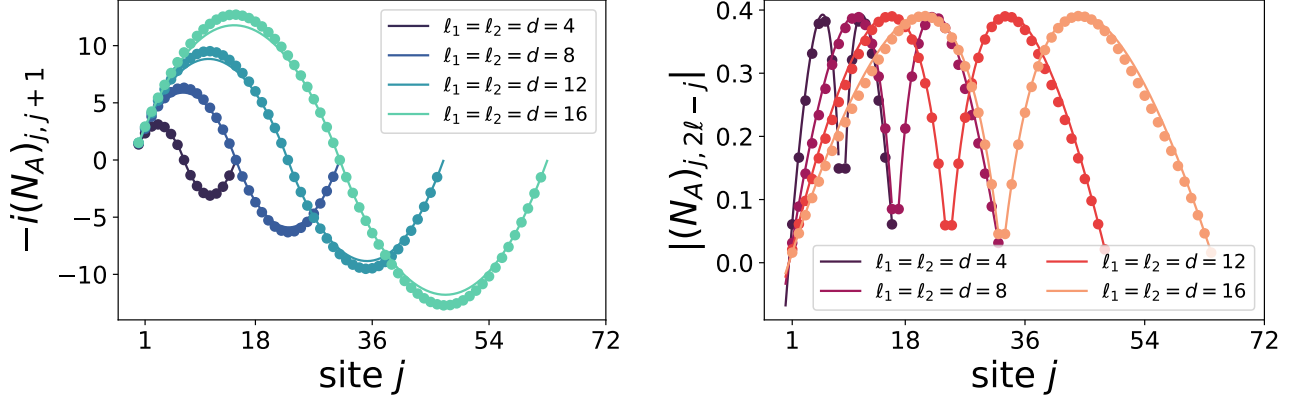 −i(N_A)_{j, j+1}
10
5
0
−5
−10
ℓ₁ = ℓ₂ = d = 4
ℓ₁ = ℓ₂ = d = 8
ℓ₁ = ℓ₂ = d = 12
ℓ₁ = ℓ₂ = d = 16
1 18 36 54 72
site j
|(N_A)_{j, 2ℓ−j}|
0.4
0.3
0.2
0.1
0.0
ℓ₁ = ℓ₂ = d = 4 ℓ₁ = ℓ₂ = d = 12
ℓ₁ = ℓ₂ = d = 8 ℓ₁ = ℓ₂ = d = 16
1 18 36 54 72
site j